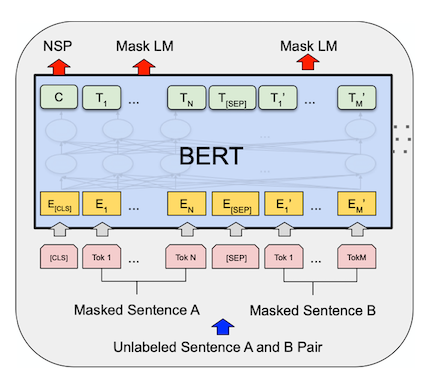 NSP Mask LM Mask LM
C T1 ... TN T[SEP] T1' ... TM'
...
BERT
...
E[CLS] E1 ... EN E[SEP] E1' ... EM'
[CLS] Tok 1 ... Tok N [SEP] Tok 1 ... TokM
Masked Sentence A Masked Sentence B
Unlabeled Sentence A and B Pair